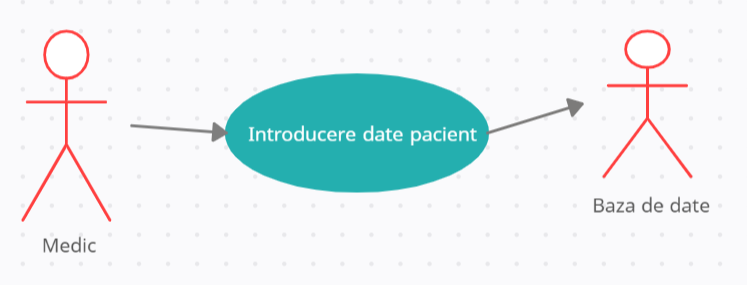 Introducere date pacient
Medic
Baza de date